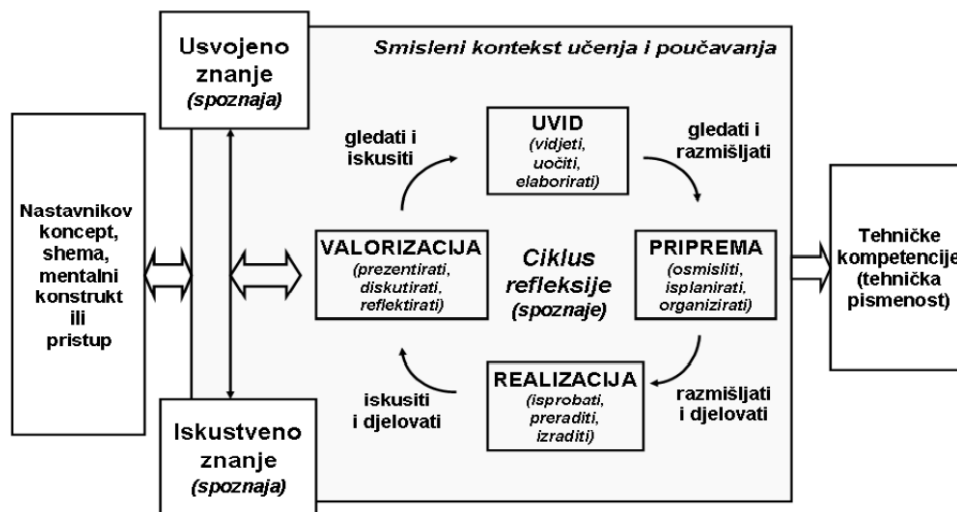 Usvojeno
znanje
(spoznaja)
Smisleni kontekst učenja i poučavanja
Nastavnikov
koncept,
shema,
mentalni
konstrukt
ili
pristup
gledati i
iskusiti
UVID
(vidjeti,
uočiti,
elaborirati)
gledati i
razmišljati
VALORIZACIJA
(prezentirati,
diskutirati,
reflektirati)
Ciklus
refleksije
(spoznaje)
PRIPREMA
(osmisliti,
isplanirati,
organizirati)
Tehničke
kompetencije
(tehnička
pismenost)
iskusiti
i djelovati
REALIZACIJA
(isprobati,
preraditi,
izraditi)
razmišljati
i djelovati
Iskustveno
znanje
(spoznaja)